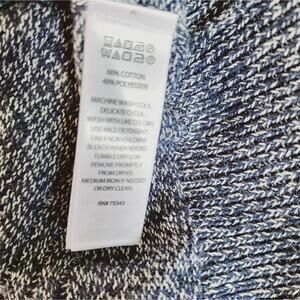 60% COTTON
40% POLYESTER
MACHINE WASH COOL
DELICATE CYCLE.
WASH WITH LIKE COLORS
USE MILD DETERGENT.
ONLY NON-CHLORINE
BLEACH WHEN NEEDED.
TUMBLE DRY LOW.
REMOVE PROMPTLY
FROM DRYER.
MEDIUM IRON IF NEEDED
OR DRY CLEAN.
RN# 75343